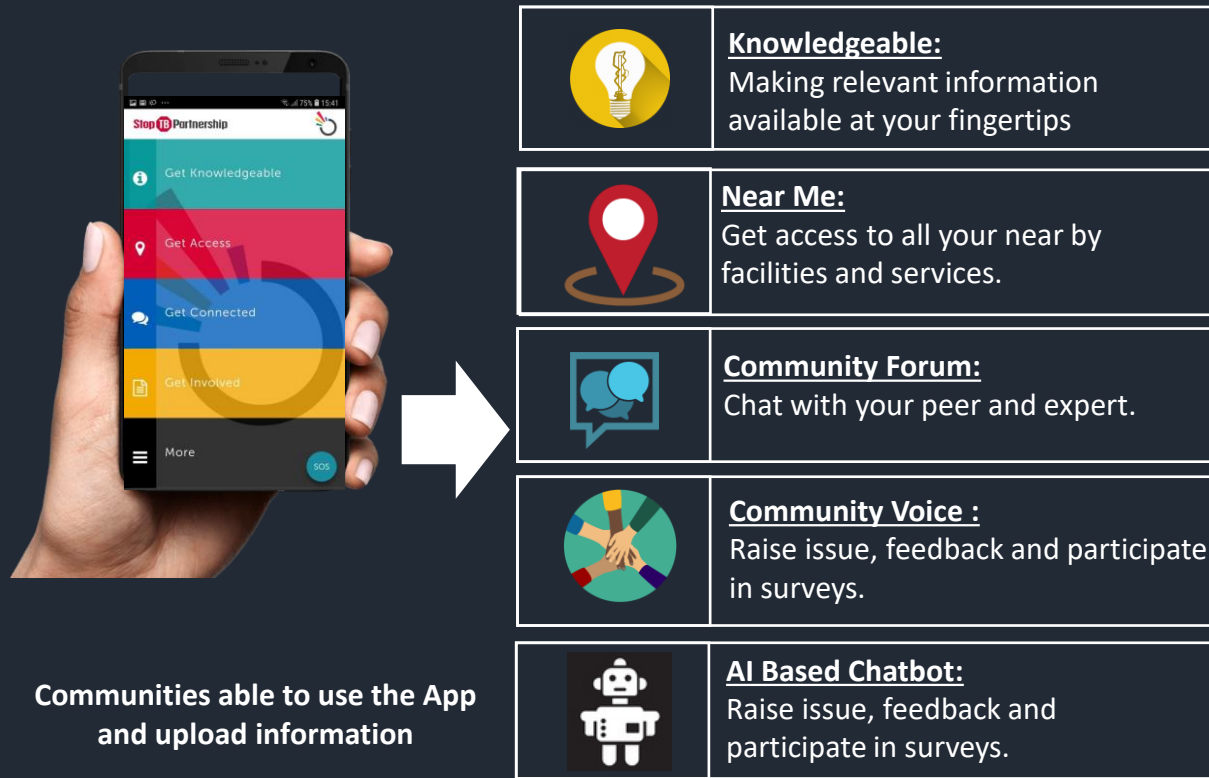 75% 15:41
Stop TB Partnership
Get Knowledgeable
Get Access
Get Connected
Get Involved
More
SOS
Communities able to use the App
and upload information
Knowledgeable:
Making relevant information
available at your fingertips
Near Me:
Get access to all your near by
facilities and services.
Community Forum:
Chat with your peer and expert.
Community Voice :
Raise issue, feedback and participate
in surveys.
AI Based Chatbot:
Raise issue, feedback and
participate in surveys.